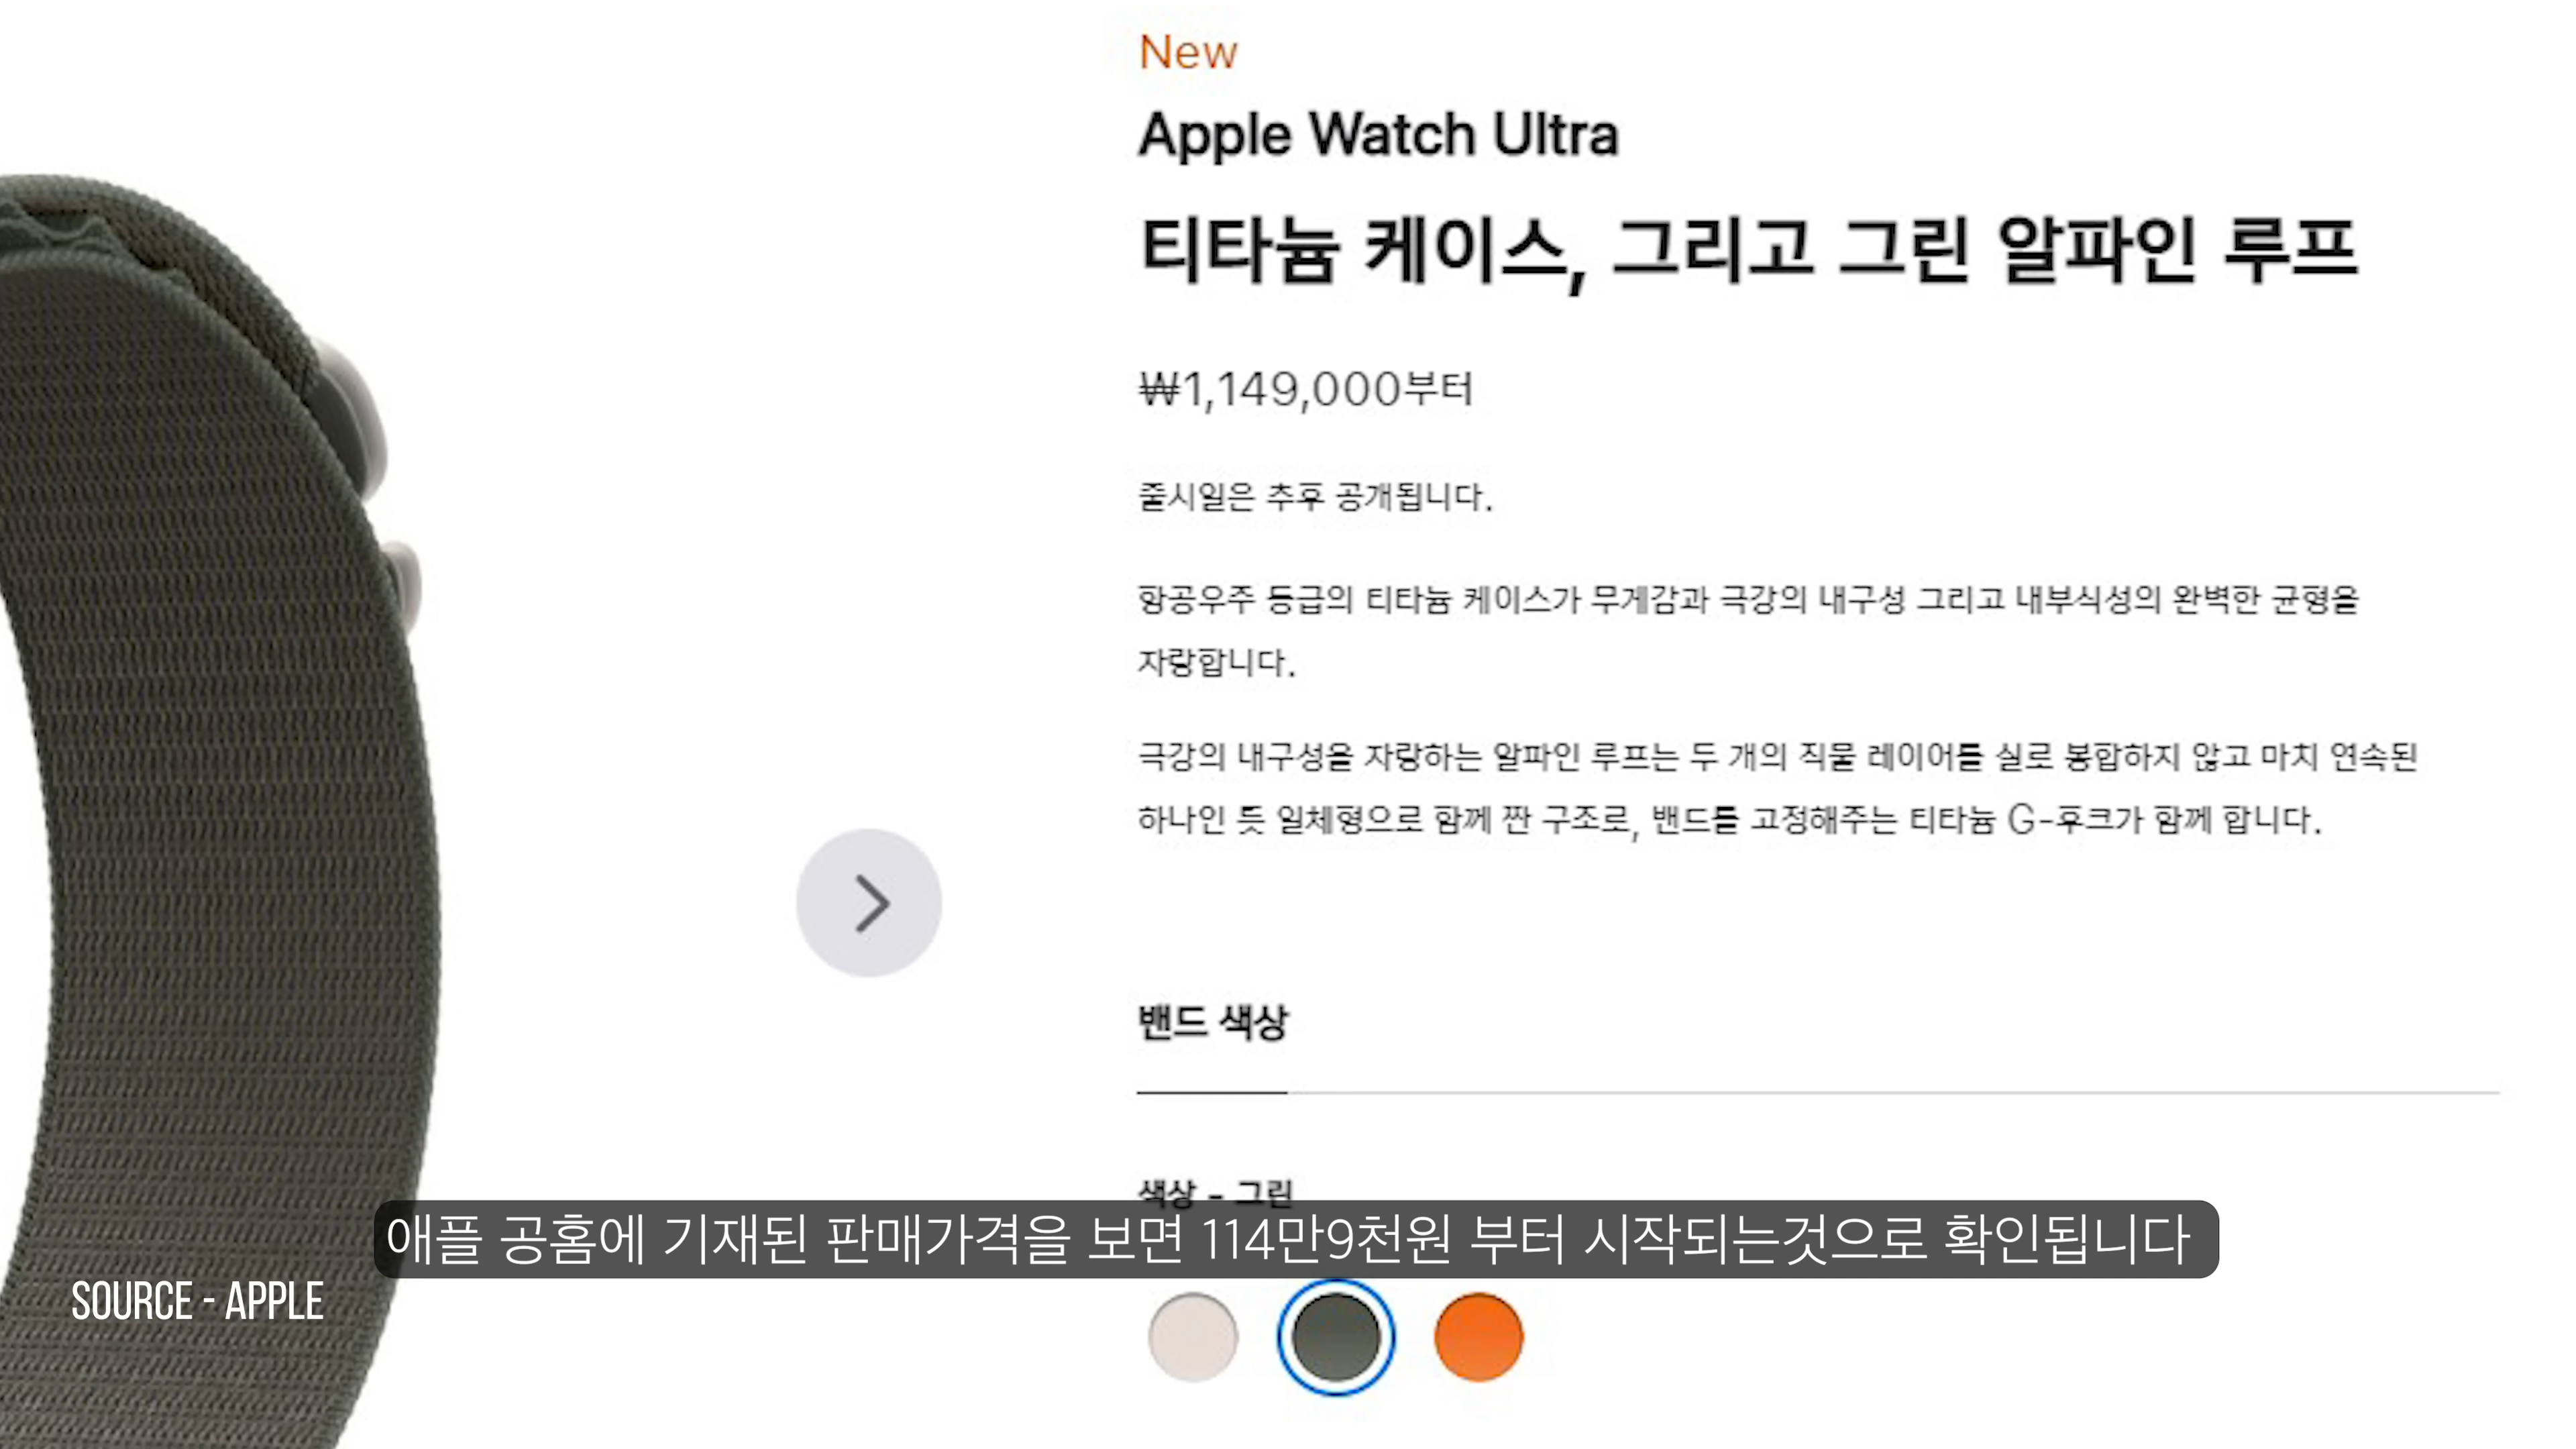 New
Apple Watch Ultra
티타늄 케이스, 그리고 그린 알파인 루프
₩1,149,000부터
출시일은 추후 공개됩니다.
항공우주 등급의 티타늄 케이스가 무게감과 극강의 내구성 그리고 내부식성의 완벽한 균형을
자랑합니다.
극강의 내구성을 자랑하는 알파인 루프는 두 개의 직물 레이어를 실로 봉합하지 않고 마치 연속된
하나인 듯 일체형으로 함께 짠 구조로, 밴드를 고정해주는 티타늄 G-후크가 함께 합니다.
밴드 색상
색상 - 그린
애플 공홈에 기재된 판매가격을 보면 114만9천원 부터 시작되는것으로 확인됩니다
SOURCE - APPLE